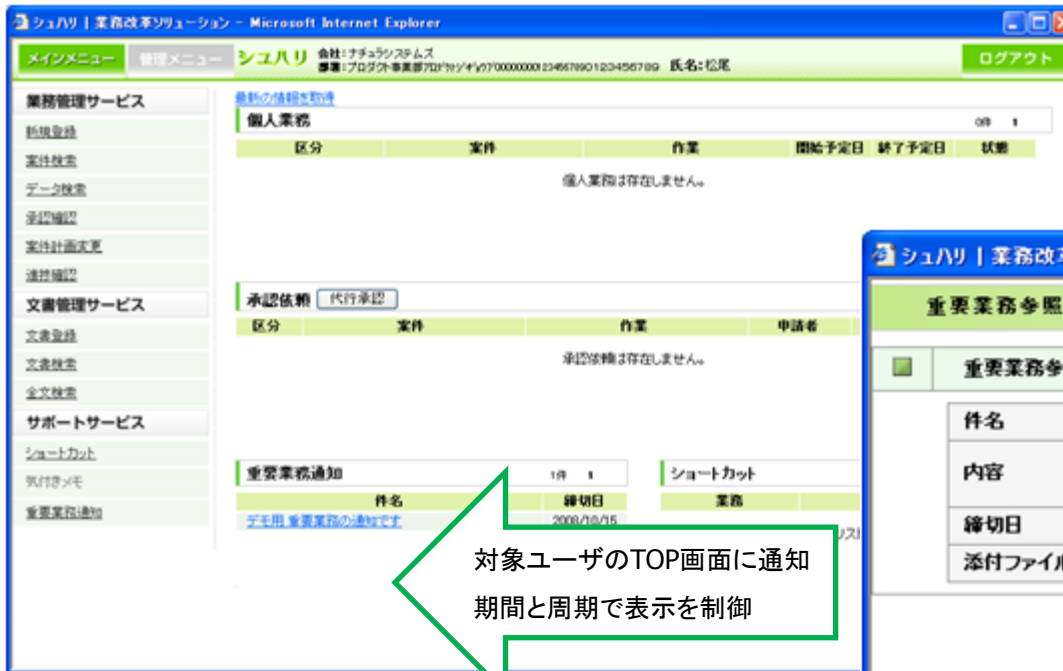 シュハリ | 業務改革ソリューション - Microsoft Internet Explorer
メインメニュー 管理メニュー シュハリ 会社:ナチュラシステムズ 氏名:松尾 ログアウト
業務管理サービス
新規登録
案件検索
データ検索
承認確認
案件計画変更
進捗確認
文書管理サービス
文書登録
文書検索
全文検索
サポートサービス
ショートカット
気付きメモ
重要業務通知
最新の情報を取得
個人業務 0件 1
区分 案件 作業 開始予定日 終了予定日 状態
個人業務は存在しません。
承認依頼 代行承認
区分 案件 作業 申請者
承認依頼は存在しません。
重要業務通知 1件 1
件名 締切日
デモ用 重要業務の通知です 2008/10/15
ショートカット
業務
対象ユーザのTOP画面に通知
期間と周期で表示を制御
シュハリ | 業務改
重要業務参照
重要業務参
件名
内容
締切日
添付ファイル